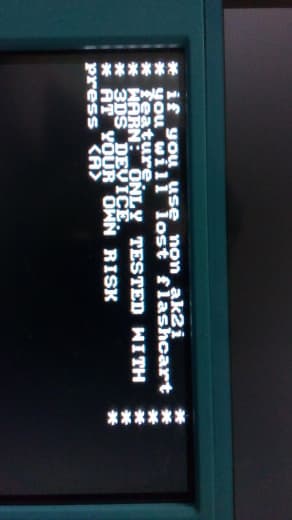 * if you use non ak2i *
* you will lost flashcart *
* feature. *
* WARN: ONLY TESTED WITH *
* 3DS DEVICE. *
* AT YOUR OWN RISK *
press <A>